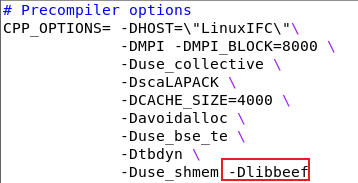 # Precompiler options
CPP_OPTIONS= -DHOST=\"LinuxIFC\"\
-DMPI -DMPI_BLOCK=8000 \
-Duse_collective \
-DscaLAPACK \
-DCACHE_SIZE=4000 \
-Davoidalloc \
-Duse_bse_te \
-Dtbdyn \
-Duse_shmem -Dlibbeef